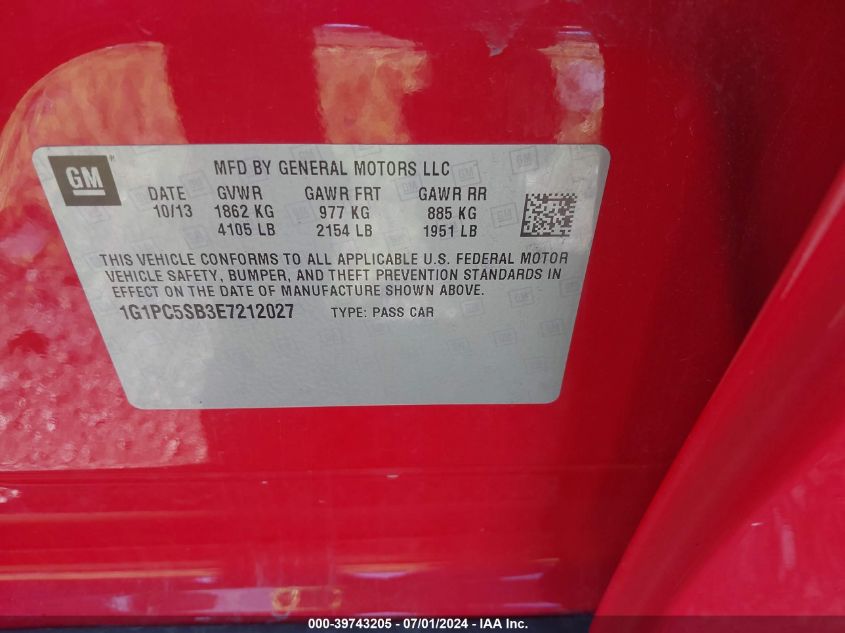 GM
MFD BY GENERAL MOTORS LLC
DATE GVWR GAWR FRT GAWR RR
10/13 1862 KG 977 KG 885 KG
4105 LB 2154 LB 1951 LB
THIS VEHICLE CONFORMS TO ALL APPLICABLE U.S. FEDERAL MOTOR
VEHICLE SAFETY, BUMPER, AND THEFT PREVENTION STANDARDS IN
EFFECT ON THE DATE OF MANUFACTURE SHOWN ABOVE.
1G1PC5SB3E7212027 TYPE: PASS CAR
000-39743205 - 07/01/2024 - IAA Inc.